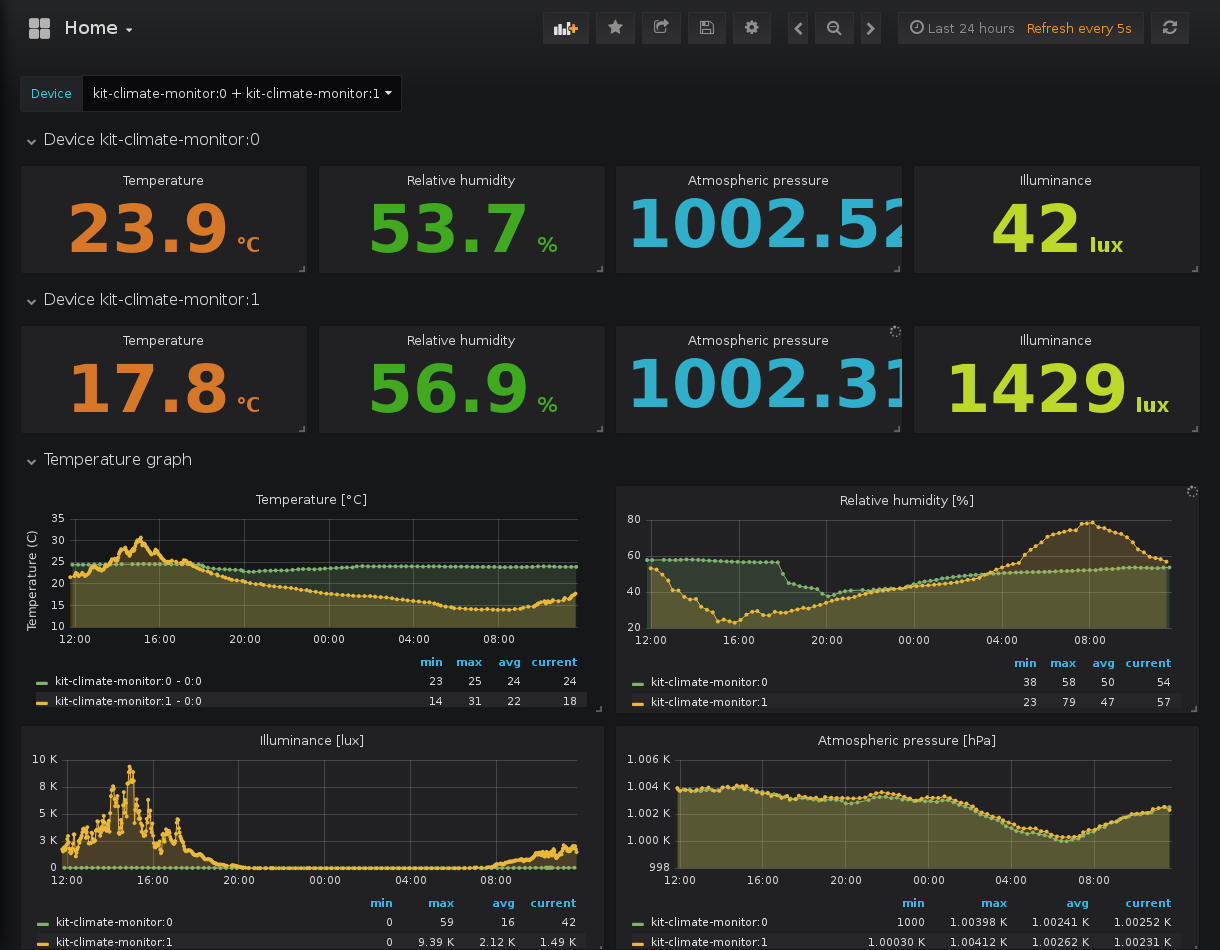 Home
Last 24 hours Refresh every 5s
Device kit-climate-monitor:0 + kit-climate-monitor:1
Device kit-climate-monitor:0
Temperature Relative humidity Atmospheric pressure Illuminance
23.9 °C 53.7 % 1002.52 42 lux
Device kit-climate-monitor:1
Temperature Relative humidity Atmospheric pressure Illuminance
17.8 °C 56.9 % 1002.31 1429 lux
Temperature graph
Temperature [°C]
Temperature (C)
35
30
25
20
15
10
12:00 16:00 20:00 00:00 04:00 08:00
min max avg current
kit-climate-monitor:0 - 0:0 23 25 24 24
kit-climate-monitor:1 - 0:0 14 31 22 18
Relative humidity [%]
80
60
40
20
12:00 16:00 20:00 00:00 04:00 08:00
min max avg current
kit-climate-monitor:0 38 58 50 54
kit-climate-monitor:1 23 79 47 57
Illuminance [lux]
10 K
8 K
5 K
3 K
0
12:00 16:00 20:00 00:00 04:00 08:00
min max avg current
kit-climate-monitor:0 0 59 16 42
kit-climate-monitor:1 0 9.39 K 2.12 K 1.49 K
Atmospheric pressure [hPa]
1.006 K
1.004 K
1.002 K
1.000 K
998
12:00 16:00 20:00 00:00 04:00 08:00
min max avg current
kit-climate-monitor:0 1000 1.00398 K 1.00241 K 1.00252 K
kit-climate-monitor:1 1.00030 K 1.00412 K 1.00262 K 1.00231 K